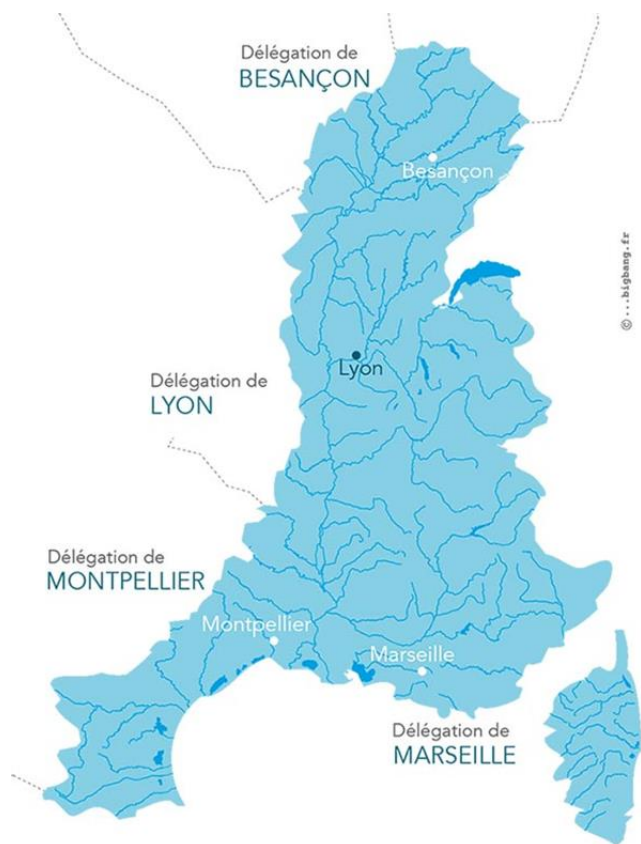 Délégation de
BESANÇON
Besançon
© ...bigbang.fr
Lyon
Délégation de
LYON
Délégation de
MONTPELLIER
Montpellier
Marseille
Délégation de
MARSEILLE